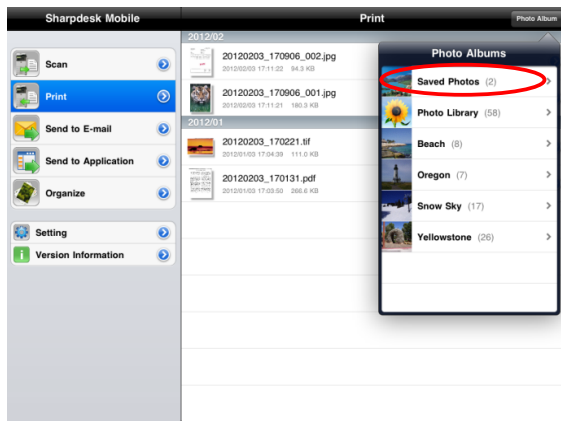 Sharpdesk Mobile
Print
Photo Album
Scan
Print
Send to E-mail
Send to Application
Organize
Setting
Version Information
2012/02
20120203_170906_002.jpg
2012/02/03 17:11:22 94.3 KB
20120203_170906_001.jpg
2012/02/03 17:11:21 180.3 KB
2012/01
20120203_170221.tif
2012/01/03 17:04:39 111.0 KB
20120203_170131.pdf
2012/01/03 17:03:50 266.6 KB
Photo Albums
Saved Photos (2)
Photo Library (58)
Beach (8)
Oregon (7)
Snow Sky (17)
Yellowstone (26)